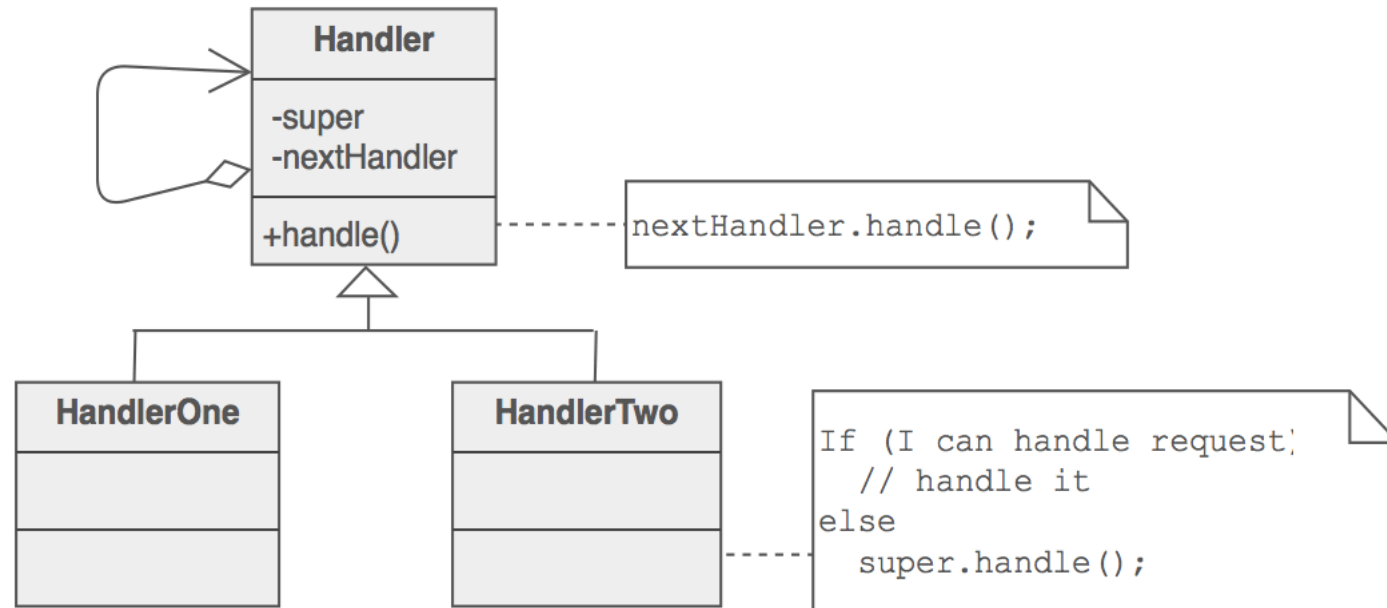 Handler
-super
-nextHandler
+handle()
nextHandler.handle();
HandlerOne
HandlerTwo
If (I can handle request)
// handle it
else
super.handle();